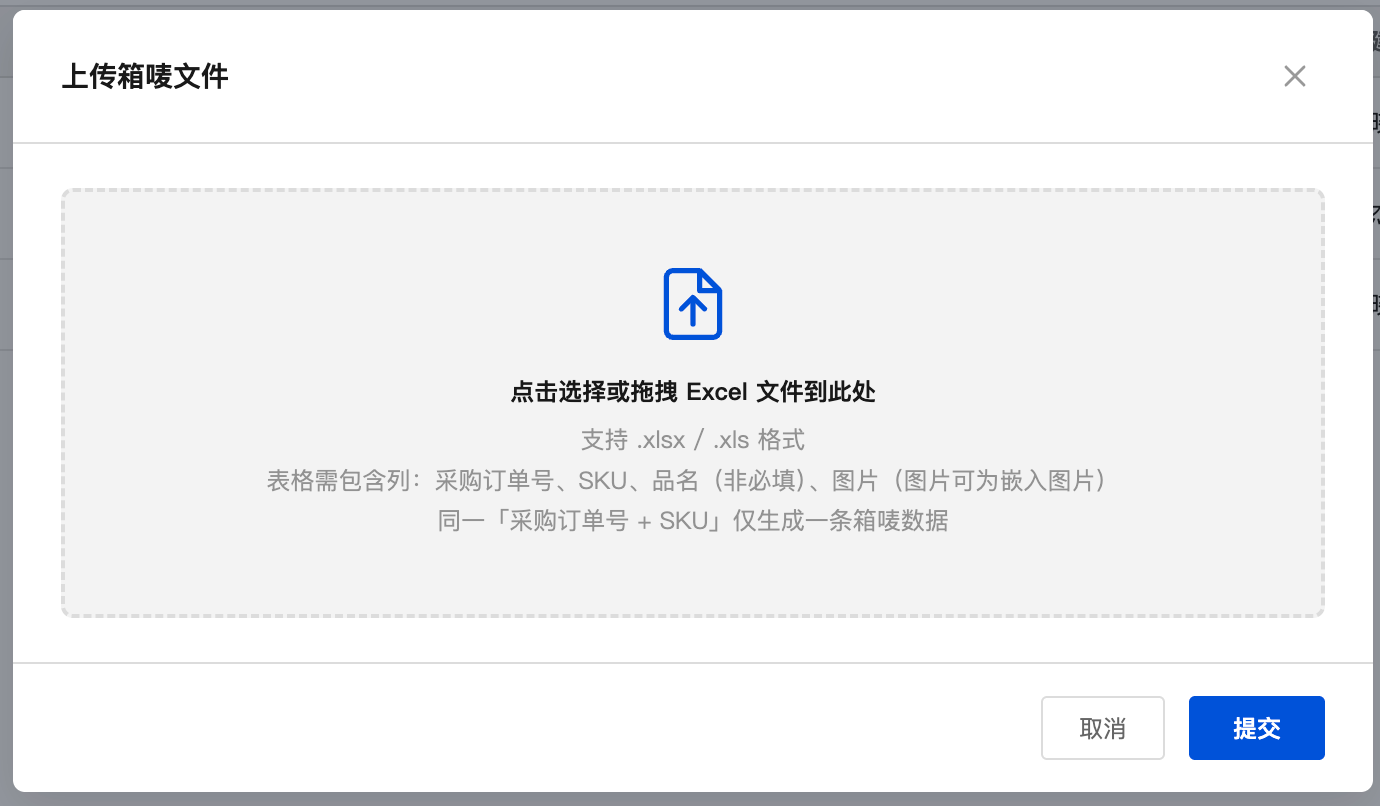 上传箱唛文件
点击选择或拖拽 Excel 文件到此处
支持 .xlsx / .xls 格式
表格需包含列：采购订单号、SKU、品名（非必填）、图片（图片可为嵌入图片）
同一「采购订单号 + SKU」仅生成一条箱唛数据
取消
提交